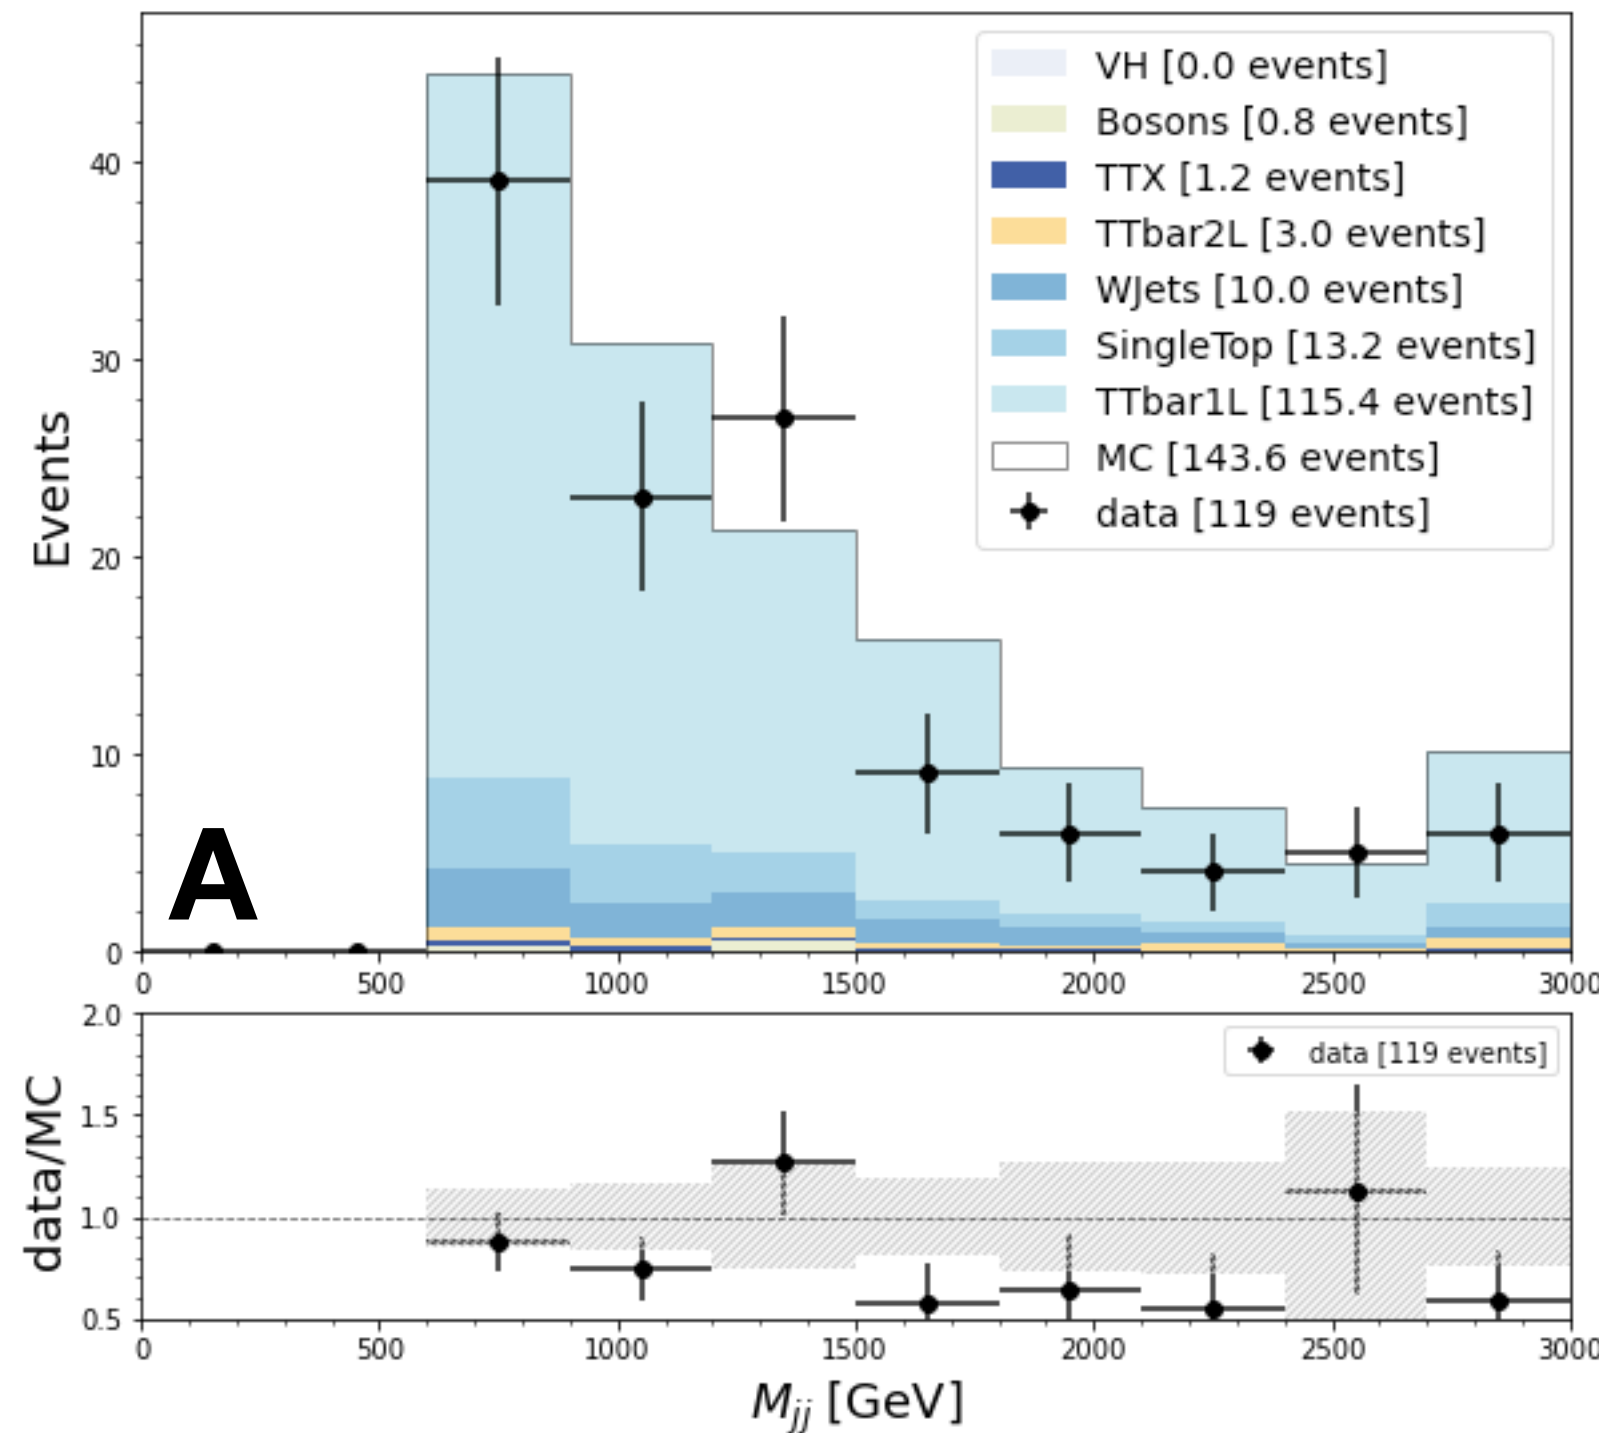 Events
40
30
20
10
0
A
VH [0.0 events]
Bosons [0.8 events]
TTX [1.2 events]
TTbar2L [3.0 events]
WJets [10.0 events]
SingleTop [13.2 events]
TTbar1L [115.4 events]
MC [143.6 events]
data [119 events]
0 500 1000 1500 2000 2500 3000
data/MC
2.0
1.5
1.0
0.5
data [119 events]
0 500 1000 1500 2000 2500 3000
M_{jj} [GeV]